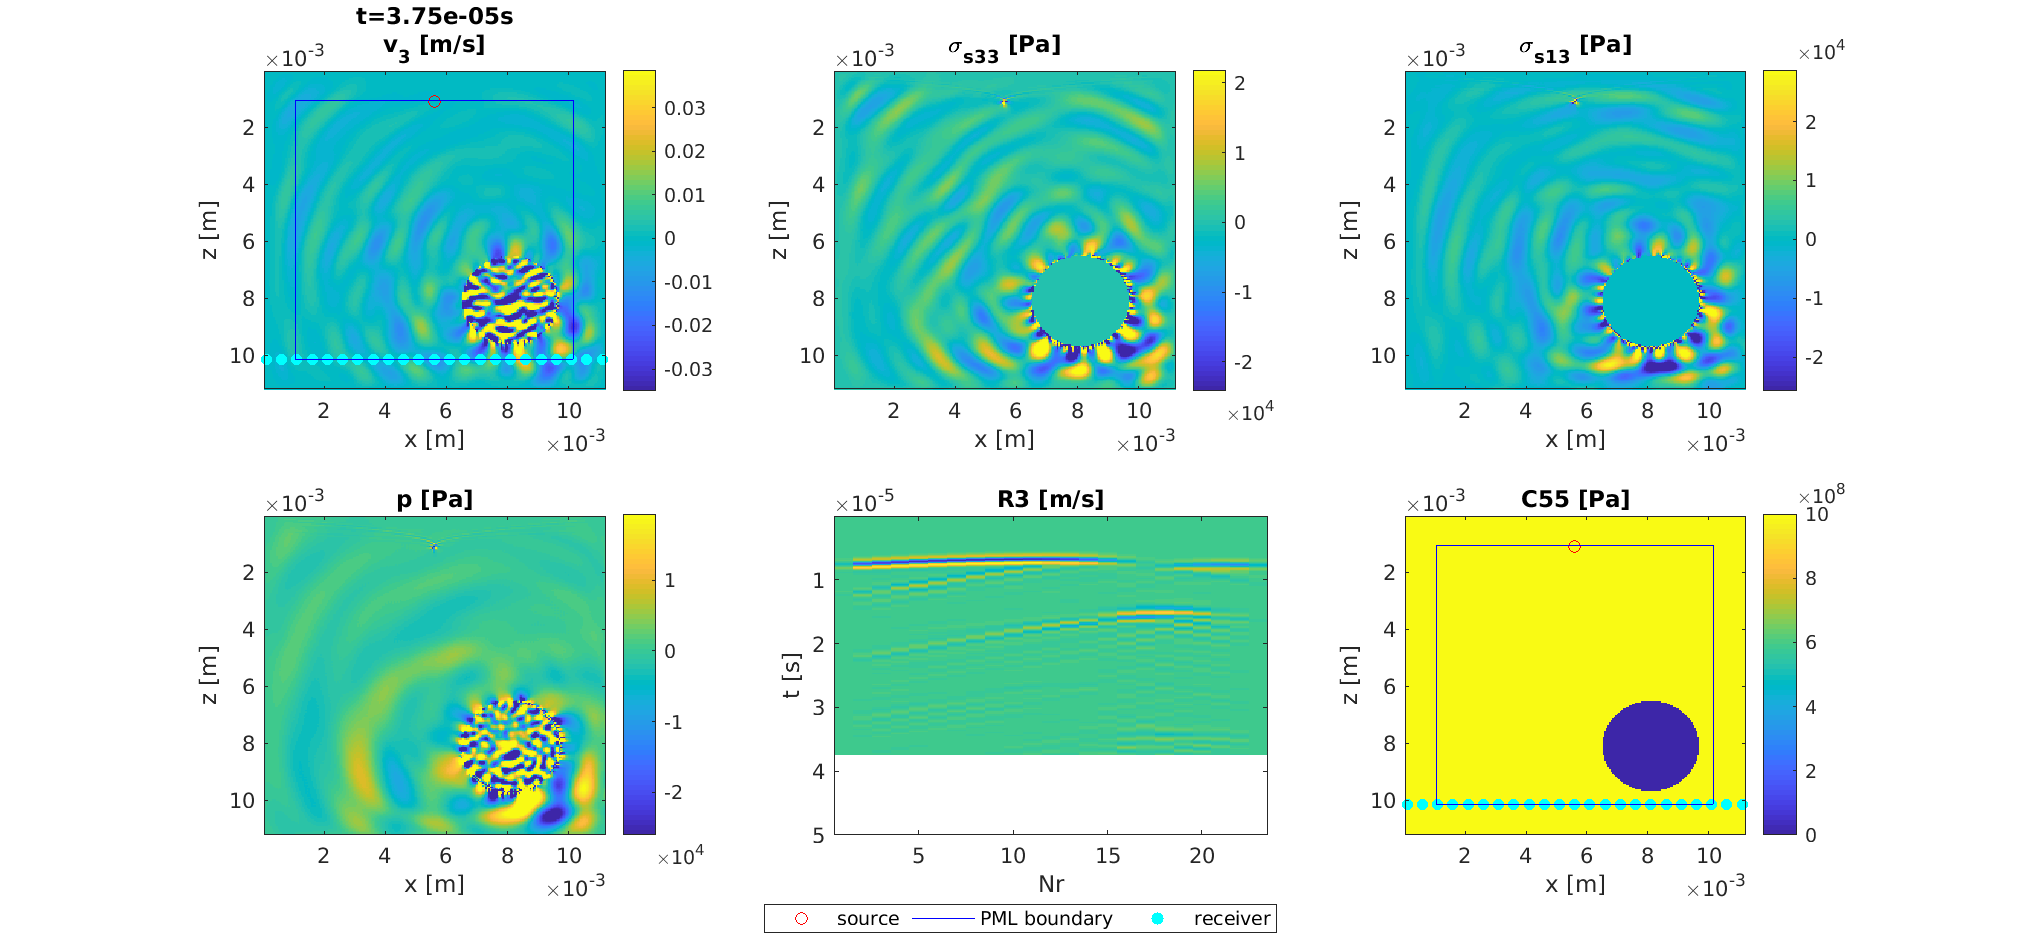 t=3.75e-05s
v3 [m/s]
×10-3
0.03
0.02
0.01
0
-0.01
-0.02
-0.03
2
4
6
8
10
z [m]
2 4 6 8 10
x [m]
×10-3
σs33 [Pa]
×10-3
2
1
0
-1
-2
×104
2
4
6
8
10
z [m]
2 4 6 8 10
x [m]
×10-3
σs13 [Pa]
×10-3
×104
2
1
0
-1
-2
2
4
6
8
10
z [m]
2 4 6 8 10
x [m]
×10-3
p [Pa]
×10-3
1
0
-1
-2
×104
2
4
6
8
10
z [m]
2 4 6 8 10
x [m]
×10-3
R3 [m/s]
×10-5
1
2
3
4
5
t [s]
5 10 15 20
Nr
C55 [Pa]
×10-3
×108
10
8
6
4
2
0
2
4
6
8
10
z [m]
2 4 6 8 10
x [m]
×10-3
source PML boundary receiver